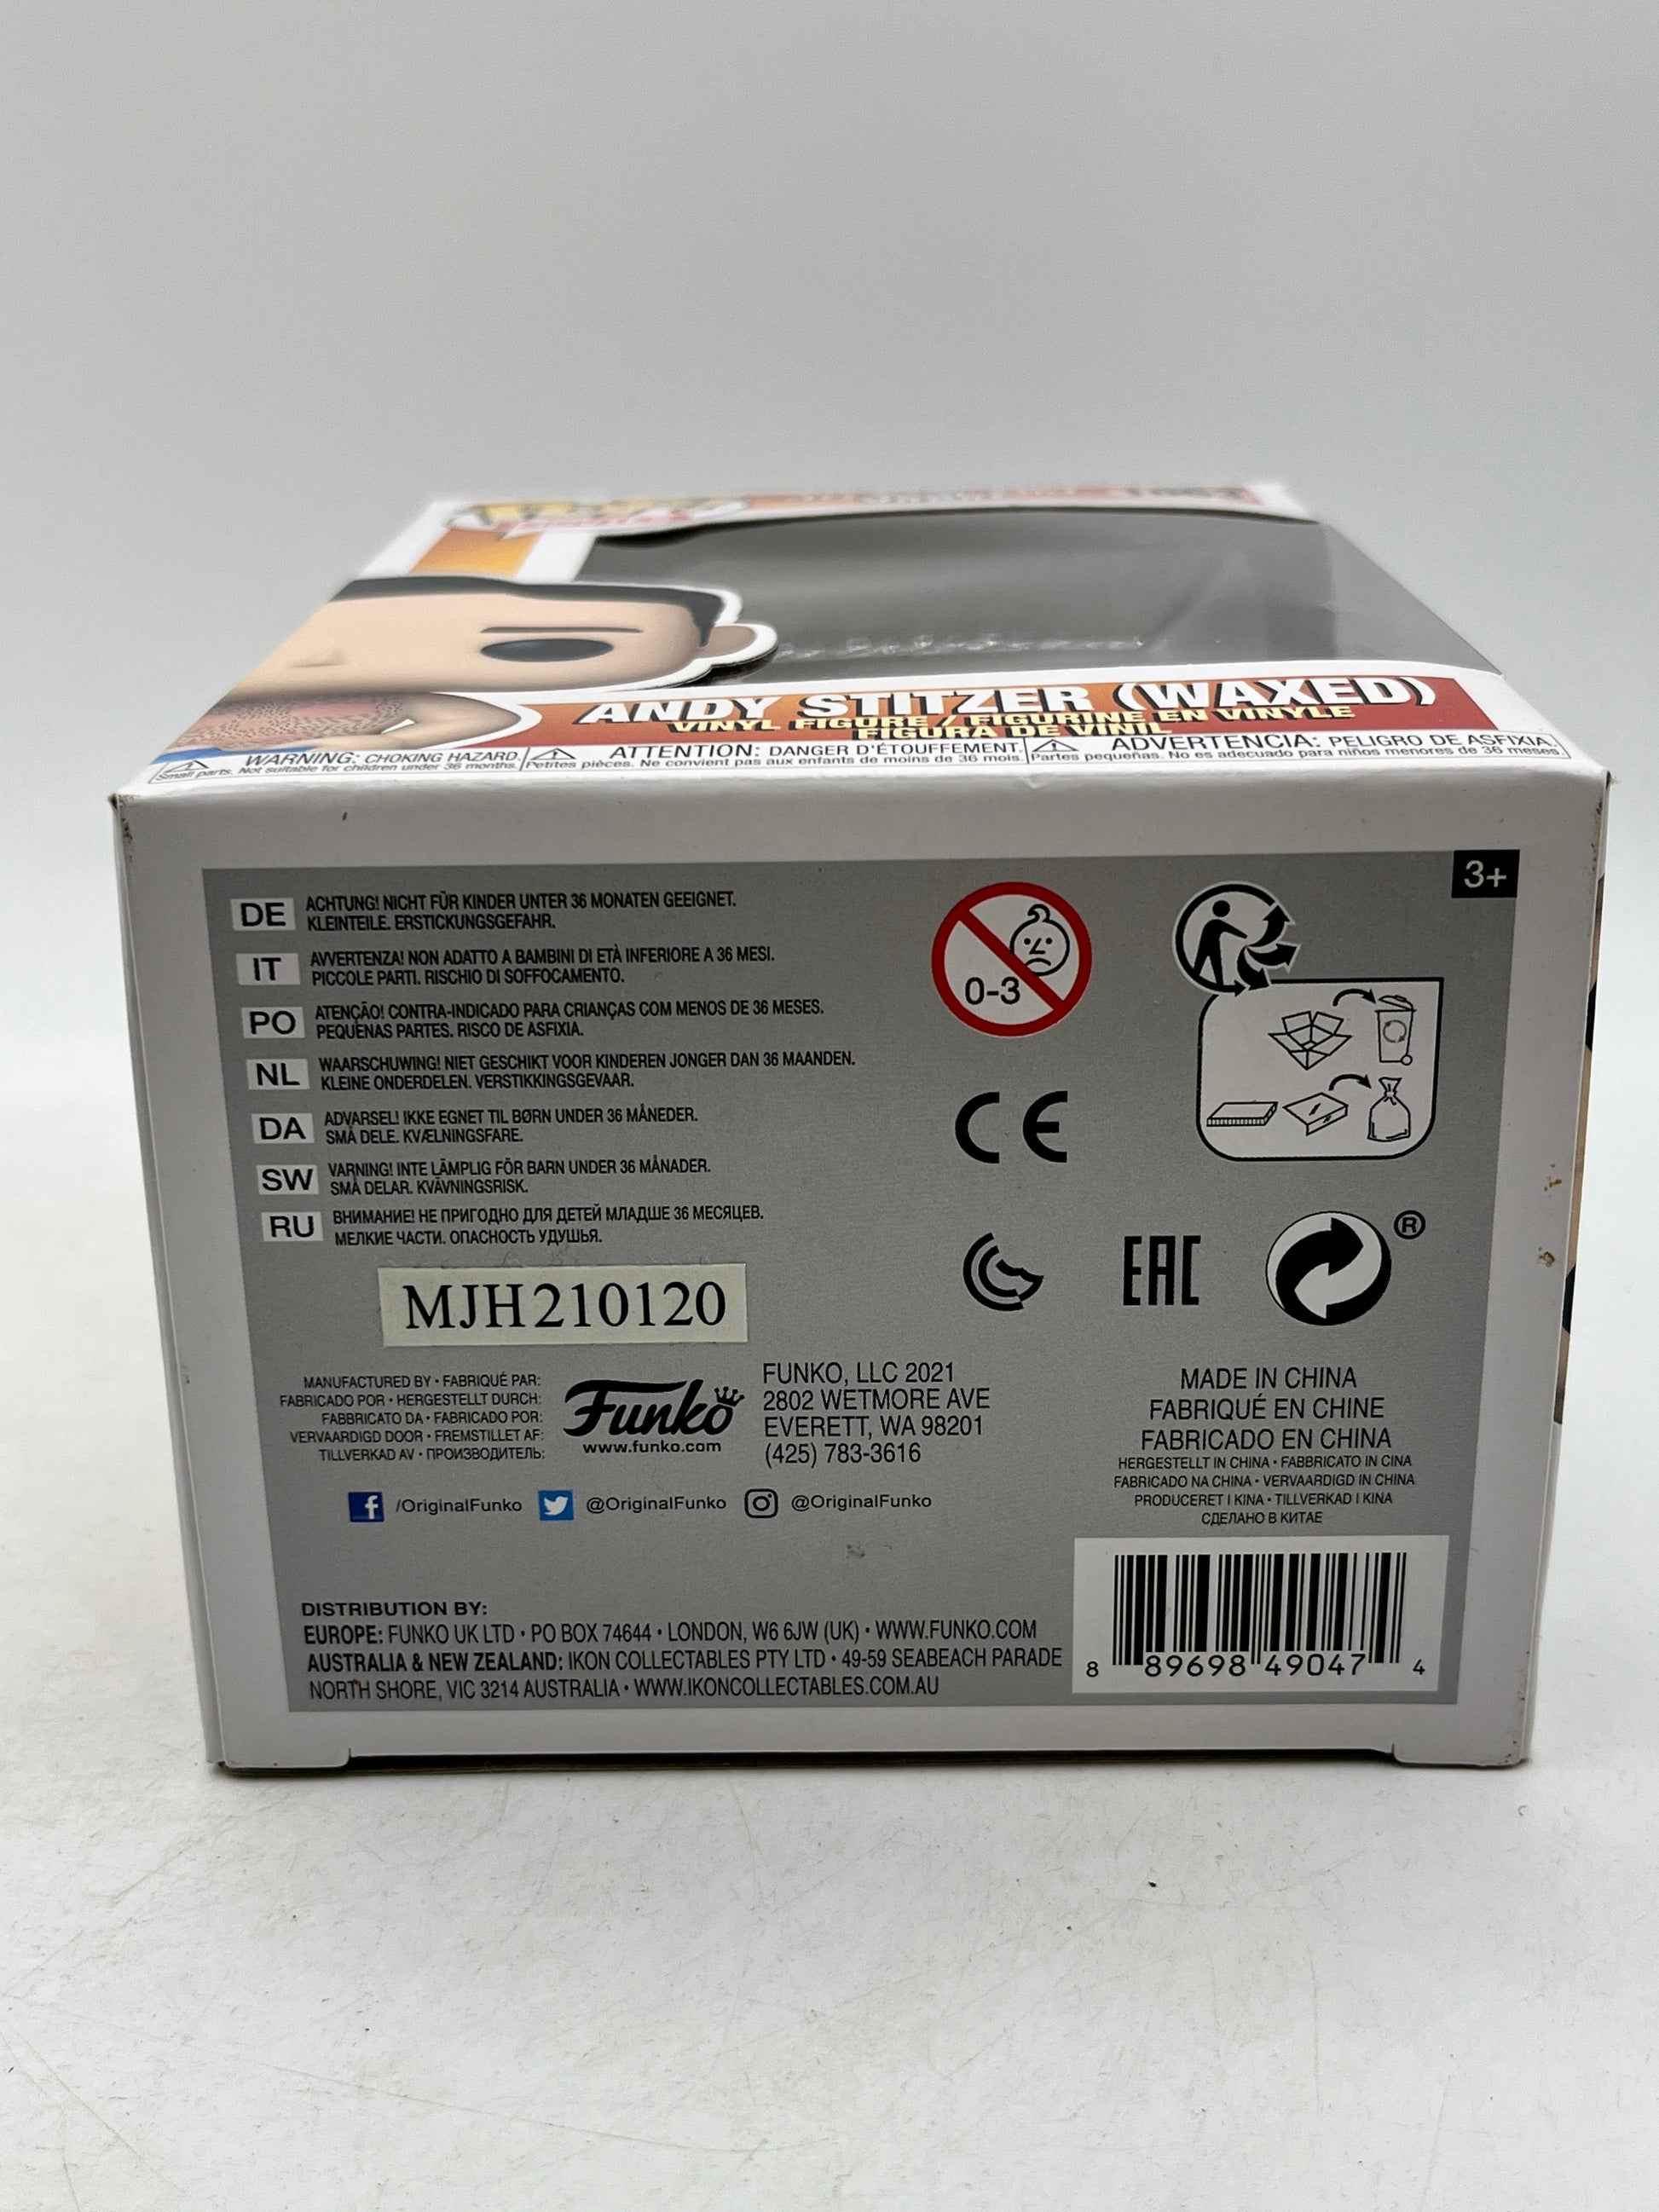 ANDY STITZER (WAXED)
VINYL FIGURE / FIGURINE EN VINYLE
FIGURA DE VINIL
WARNING: CHOKING HAZARD.
Small parts. Not suitable for children under 36 months.
ATTENTION: DANGER D'ÉTOUFFEMENT.
Petites pièces. Ne convient pas aux enfants de moins de 36 mois.
ADVERTENCIA: PELIGRO DE ASFIXIA.
Partes pequeñas. No es adecuado para niños menores de 36 meses.
3+
DE ACHTUNG! NICHT FÜR KINDER UNTER 36 MONATEN GEEIGNET.
KLEINTEILE. ERSTICKUNGSGEFAHR.
IT AVVERTENZA! NON ADATTO A BAMBINI DI ETÀ INFERIORE A 36 MESI.
PICCOLE PARTI. RISCHIO DI SOFFOCAMENTO.
PO ATENÇÃO! CONTRA-INDICADO PARA CRIANÇAS COM MENOS DE 36 MESES.
PEQUENAS PARTES. RISCO DE ASFIXIA.
NL WAARSCHUWING! NIET GESCHIKT VOOR KINDEREN JONGER DAN 36 MAANDEN.
KLEINE ONDERDELEN. VERSTIKKINGSGEVAAR.
DA ADVARSEL! IKKE EGNET TIL BØRN UNDER 36 MÅNEDER.
SMÅ DELE. KVÆLNINGSFARE.
SW VARNING! INTE LÄMPLIG FÖR BARN UNDER 36 MÅNADER.
SMÅ DELAR. KVÄVNINGSRISK.
RU ВНИМАНИЕ! НЕ ПРИГОДНО ДЛЯ ДЕТЕЙ МЛАДШЕ 36 МЕСЯЦЕВ.
МЕЛКИЕ ЧАСТИ. ОПАСНОСТЬ УДУШЬЯ.
0-3
CE
EAC
®
MJH210120
MANUFACTURED BY • FABRIQUÉ PAR:
FABRICADO POR • HERGESTELLT DURCH:
FABBRICATO DA • FABRICADO POR:
VERVAARDIGD DOOR • FREMSTILLET AF:
TILLVERKAD AV • ПРОИЗВОДИТЕЛЬ:
Funko
www.funko.com
FUNKO, LLC 2021
2802 WETMORE AVE
EVERETT, WA 98201
(425) 783-3616
MADE IN CHINA
FABRIQUÉ EN CHINE
FABRICADO EN CHINA
HERGESTELLT IN CHINA • FABBRICATO IN CINA
FABRICADO NA CHINA • VERVAARDIGD IN CHINA
PRODUCERET I KINA • TILLVERKAD I KINA
СДЕЛАНО В КИТАЕ
/OriginalFunko @OriginalFunko @OriginalFunko
DISTRIBUTION BY:
EUROPE: FUNKO UK LTD • PO BOX 74644 • LONDON, W6 6JW (UK) • WWW.FUNKO.COM
AUSTRALIA & NEW ZEALAND: IKON COLLECTABLES PTY LTD • 49-59 SEABEACH PARADE
NORTH SHORE, VIC 3214 AUSTRALIA • WWW.IKONCOLLECTABLES.COM.AU
8 89698 49047 4